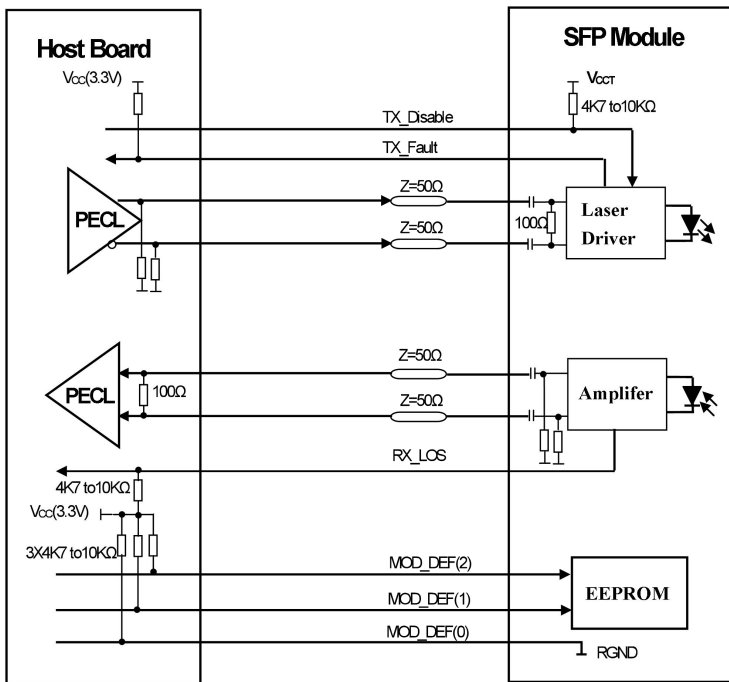 Host Board
SFP Module
Vcc(3.3V)
VCCT
4K7 to10KΩ
TX_Disable
TX_Fault
Z=50Ω
PECL
100Ω
Laser
Driver
Z=50Ω
Z=50Ω
PECL
100Ω
Amplifer
Z=50Ω
RX_LOS
4K7 to10KΩ
Vcc(3.3V)
3X4K7 to10KΩ
MOD_DEF(2)
EEPROM
MOD_DEF(1)
MOD_DEF(0)
RGND